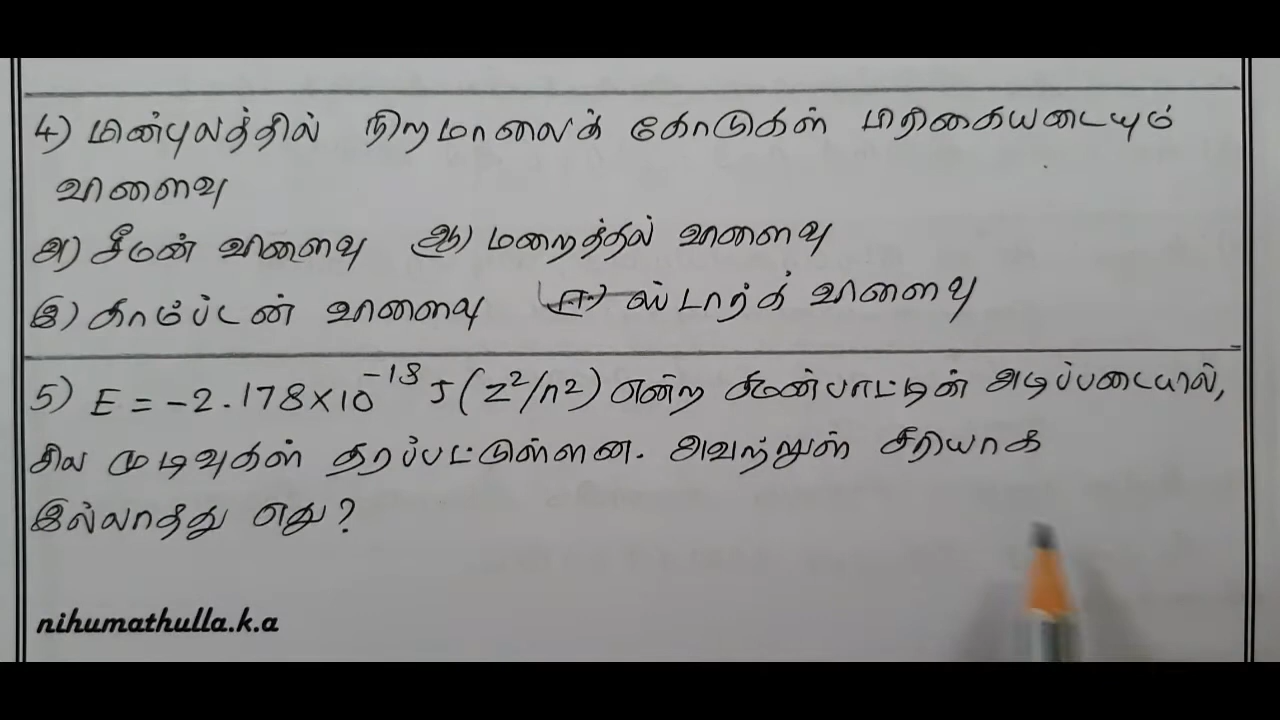 4) மின்புலத்தில் நிறமாலைக் கோடுகள் பிரிகையடையும்
விளைவு
அ) சீமன் விளைவு ஆ) மறைத்தல் விளைவு
இ) காம்ப்டன் விளைவு ஈ) ஸ்டார்க் விளைவு
5) E = -2.178×10⁻¹⁸ J (Z²/n²) என்ற சமன்பாட்டின் அடிப்படையில்,
சில முடிவுகள் தரப்பட்டுள்ளன. அவற்றுள் சரியாக
இல்லாதது எது?
nihumathulla.k.a